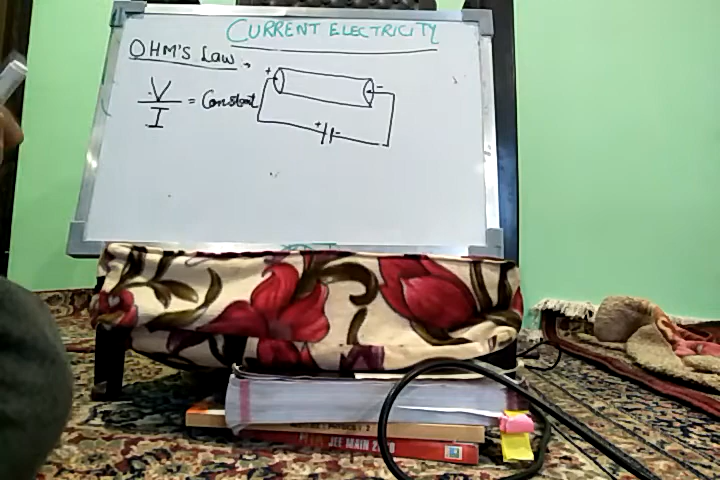 CURRENT ELECTRICITY
OHM'S Law
V
I
= Constant
+ -
+ -
JEE MAIN